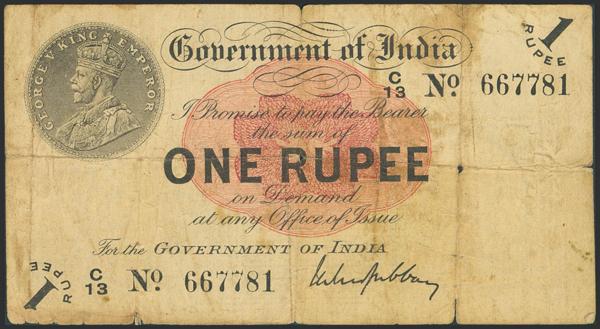 GEORGE V KING & EMPEROR
Government of India
1 RUPEE
C/13 No. 667781
I Promise to pay the Bearer
the sum of
ONE RUPEE
on Demand
at any Office of Issue
For the GOVERNMENT OF INDIA
C/13 No. 667781
1 RUPEE